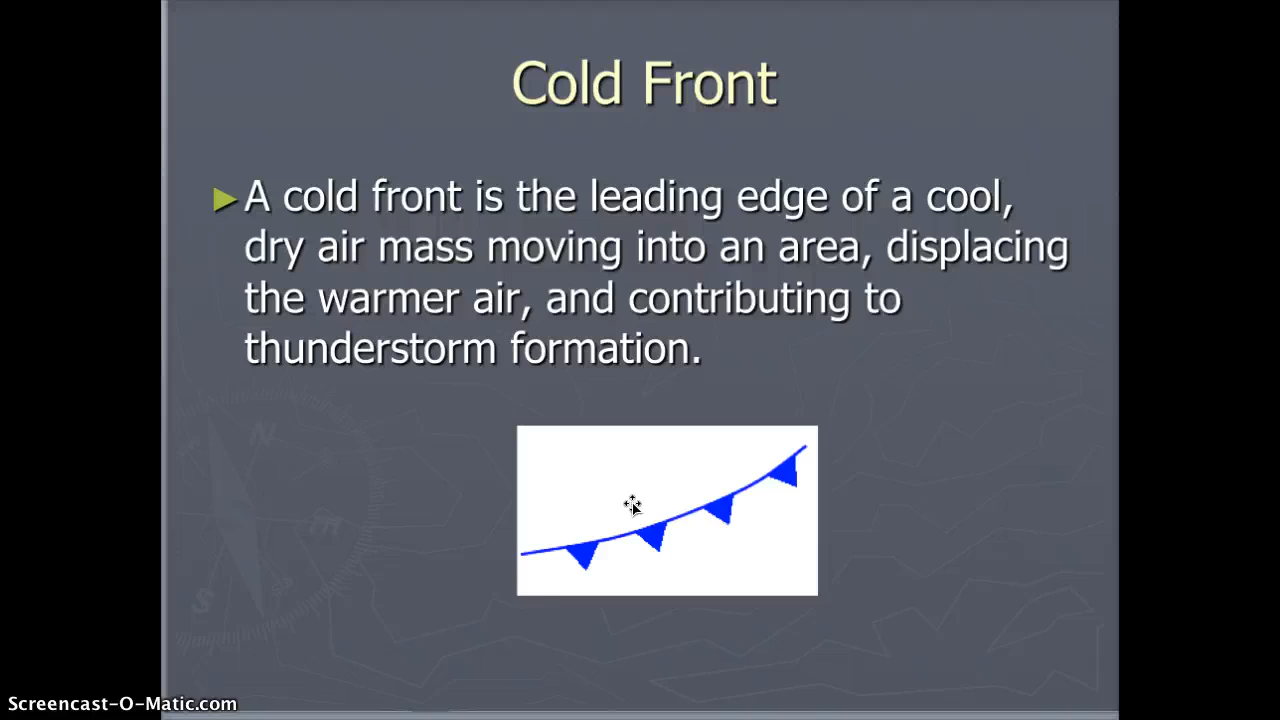 Cold Front
A cold front is the leading edge of a cool,
dry air mass moving into an area, displacing
the warmer air, and contributing to
thunderstorm formation.
N
m
S
Screencast-O-Matic.com